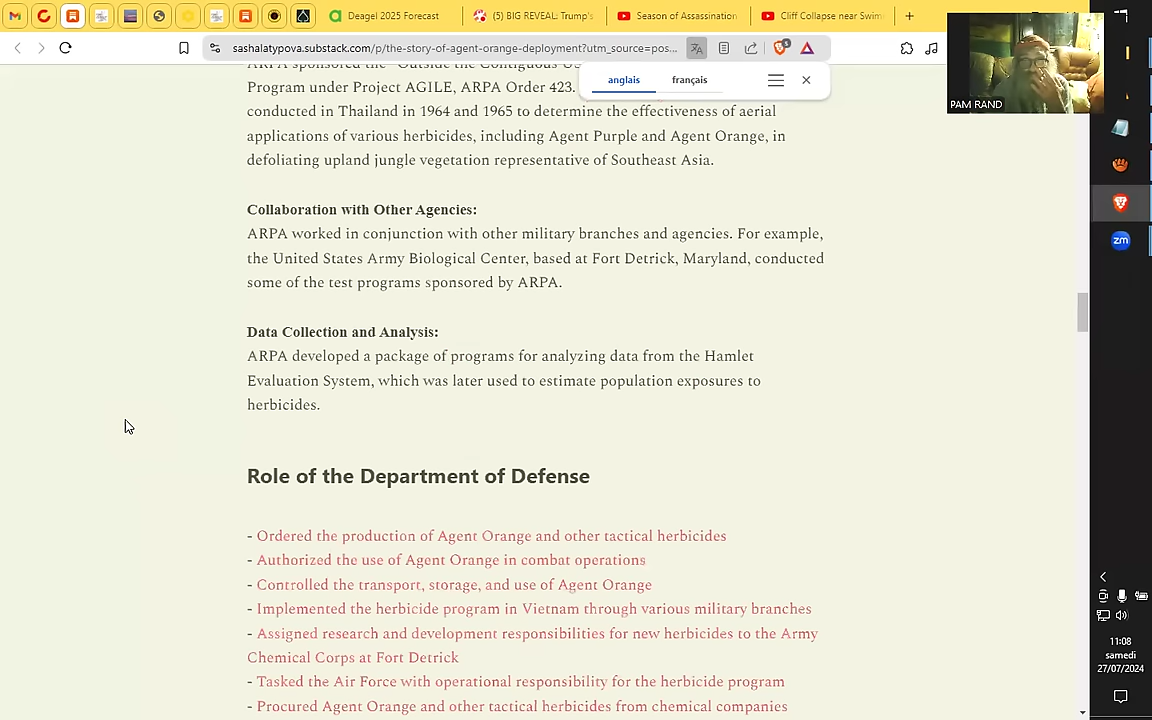 Deagel 2025 Forecast
(5) BIG REVEAL: Trump's
Season of Assassination
Cliff Collapse near Swim
sashalatypova.substack.com/p/the-story-of-agent-orange-deployment?utm_source=pos...
anglais
français
PAM RAND
ARPA sponsored the "Outside the Contiguous US
Program under Project AGILE, ARPA Order 423.
conducted in Thailand in 1964 and 1965 to determine the effectiveness of aerial
applications of various herbicides, including Agent Purple and Agent Orange, in
defoliating upland jungle vegetation representative of Southeast Asia.
Collaboration with Other Agencies:
ARPA worked in conjunction with other military branches and agencies. For example,
the United States Army Biological Center, based at Fort Detrick, Maryland, conducted
some of the test programs sponsored by ARPA.
Data Collection and Analysis:
ARPA developed a package of programs for analyzing data from the Hamlet
Evaluation System, which was later used to estimate population exposures to
herbicides.
Role of the Department of Defense
- Ordered the production of Agent Orange and other tactical herbicides
- Authorized the use of Agent Orange in combat operations
- Controlled the transport, storage, and use of Agent Orange
- Implemented the herbicide program in Vietnam through various military branches
- Assigned research and development responsibilities for new herbicides to the Army
Chemical Corps at Fort Detrick
- Tasked the Air Force with operational responsibility for the herbicide program
- Procured Agent Orange and other tactical herbicides from chemical companies
zm
11:08
samedi
27/07/2024